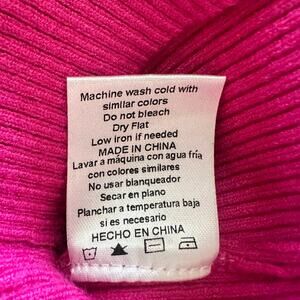 Machine wash cold with
similar colors
Do not bleach
Dry Flat
Low iron if needed
MADE IN CHINA
Lavar a máquina con agua fría
con colores similares
No usar blanqueador
Secar en plano
Planchar a temperatura baja
si es necesario
HECHO EN CHINA